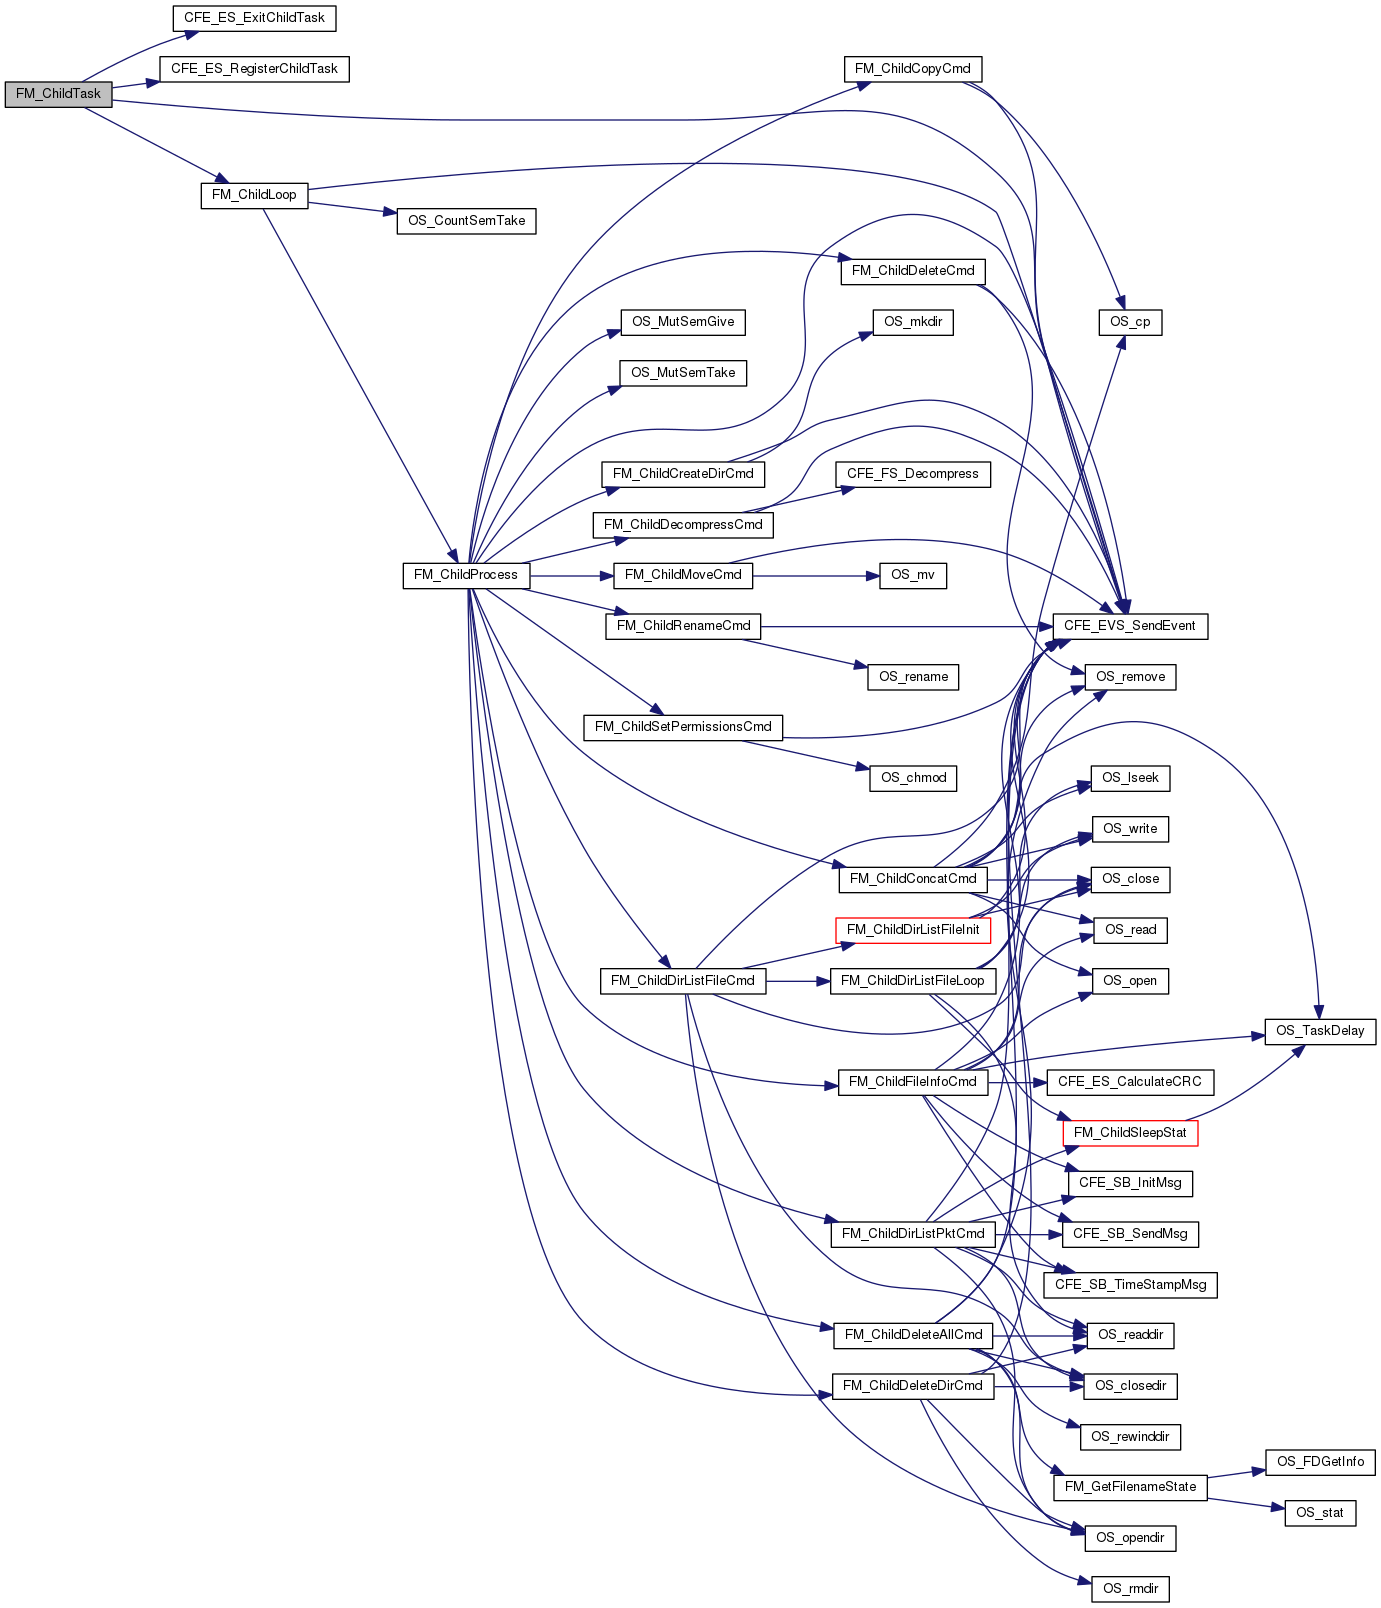 CFE_ES_ExitChildTask
CFE_ES_RegisterChildTask
FM_ChildCopyCmd
FM_ChildTask
FM_ChildLoop
OS_CountSemTake
FM_ChildDeleteCmd
OS_MutSemGive
OS_mkdir
OS_cp
OS_MutSemTake
FM_ChildCreateDirCmd
CFE_FS_Decompress
FM_ChildDecompressCmd
FM_ChildProcess
FM_ChildMoveCmd
OS_mv
FM_ChildRenameCmd
CFE_EVS_SendEvent
OS_rename
OS_remove
FM_ChildSetPermissionsCmd
OS_chmod
OS_lseek
OS_write
FM_ChildConcatCmd
OS_close
FM_ChildDirListFileInit
OS_read
FM_ChildDirListFileCmd
FM_ChildDirListFileLoop
OS_open
OS_TaskDelay
FM_ChildFileInfoCmd
CFE_ES_CalculateCRC
FM_ChildSleepStat
CFE_SB_InitMsg
FM_ChildDirListPktCmd
CFE_SB_SendMsg
CFE_SB_TimeStampMsg
FM_ChildDeleteAllCmd
OS_readdir
FM_ChildDeleteDirCmd
OS_closedir
OS_rewinddir
OS_FDGetInfo
FM_GetFilenameState
OS_stat
OS_opendir
OS_rmdir